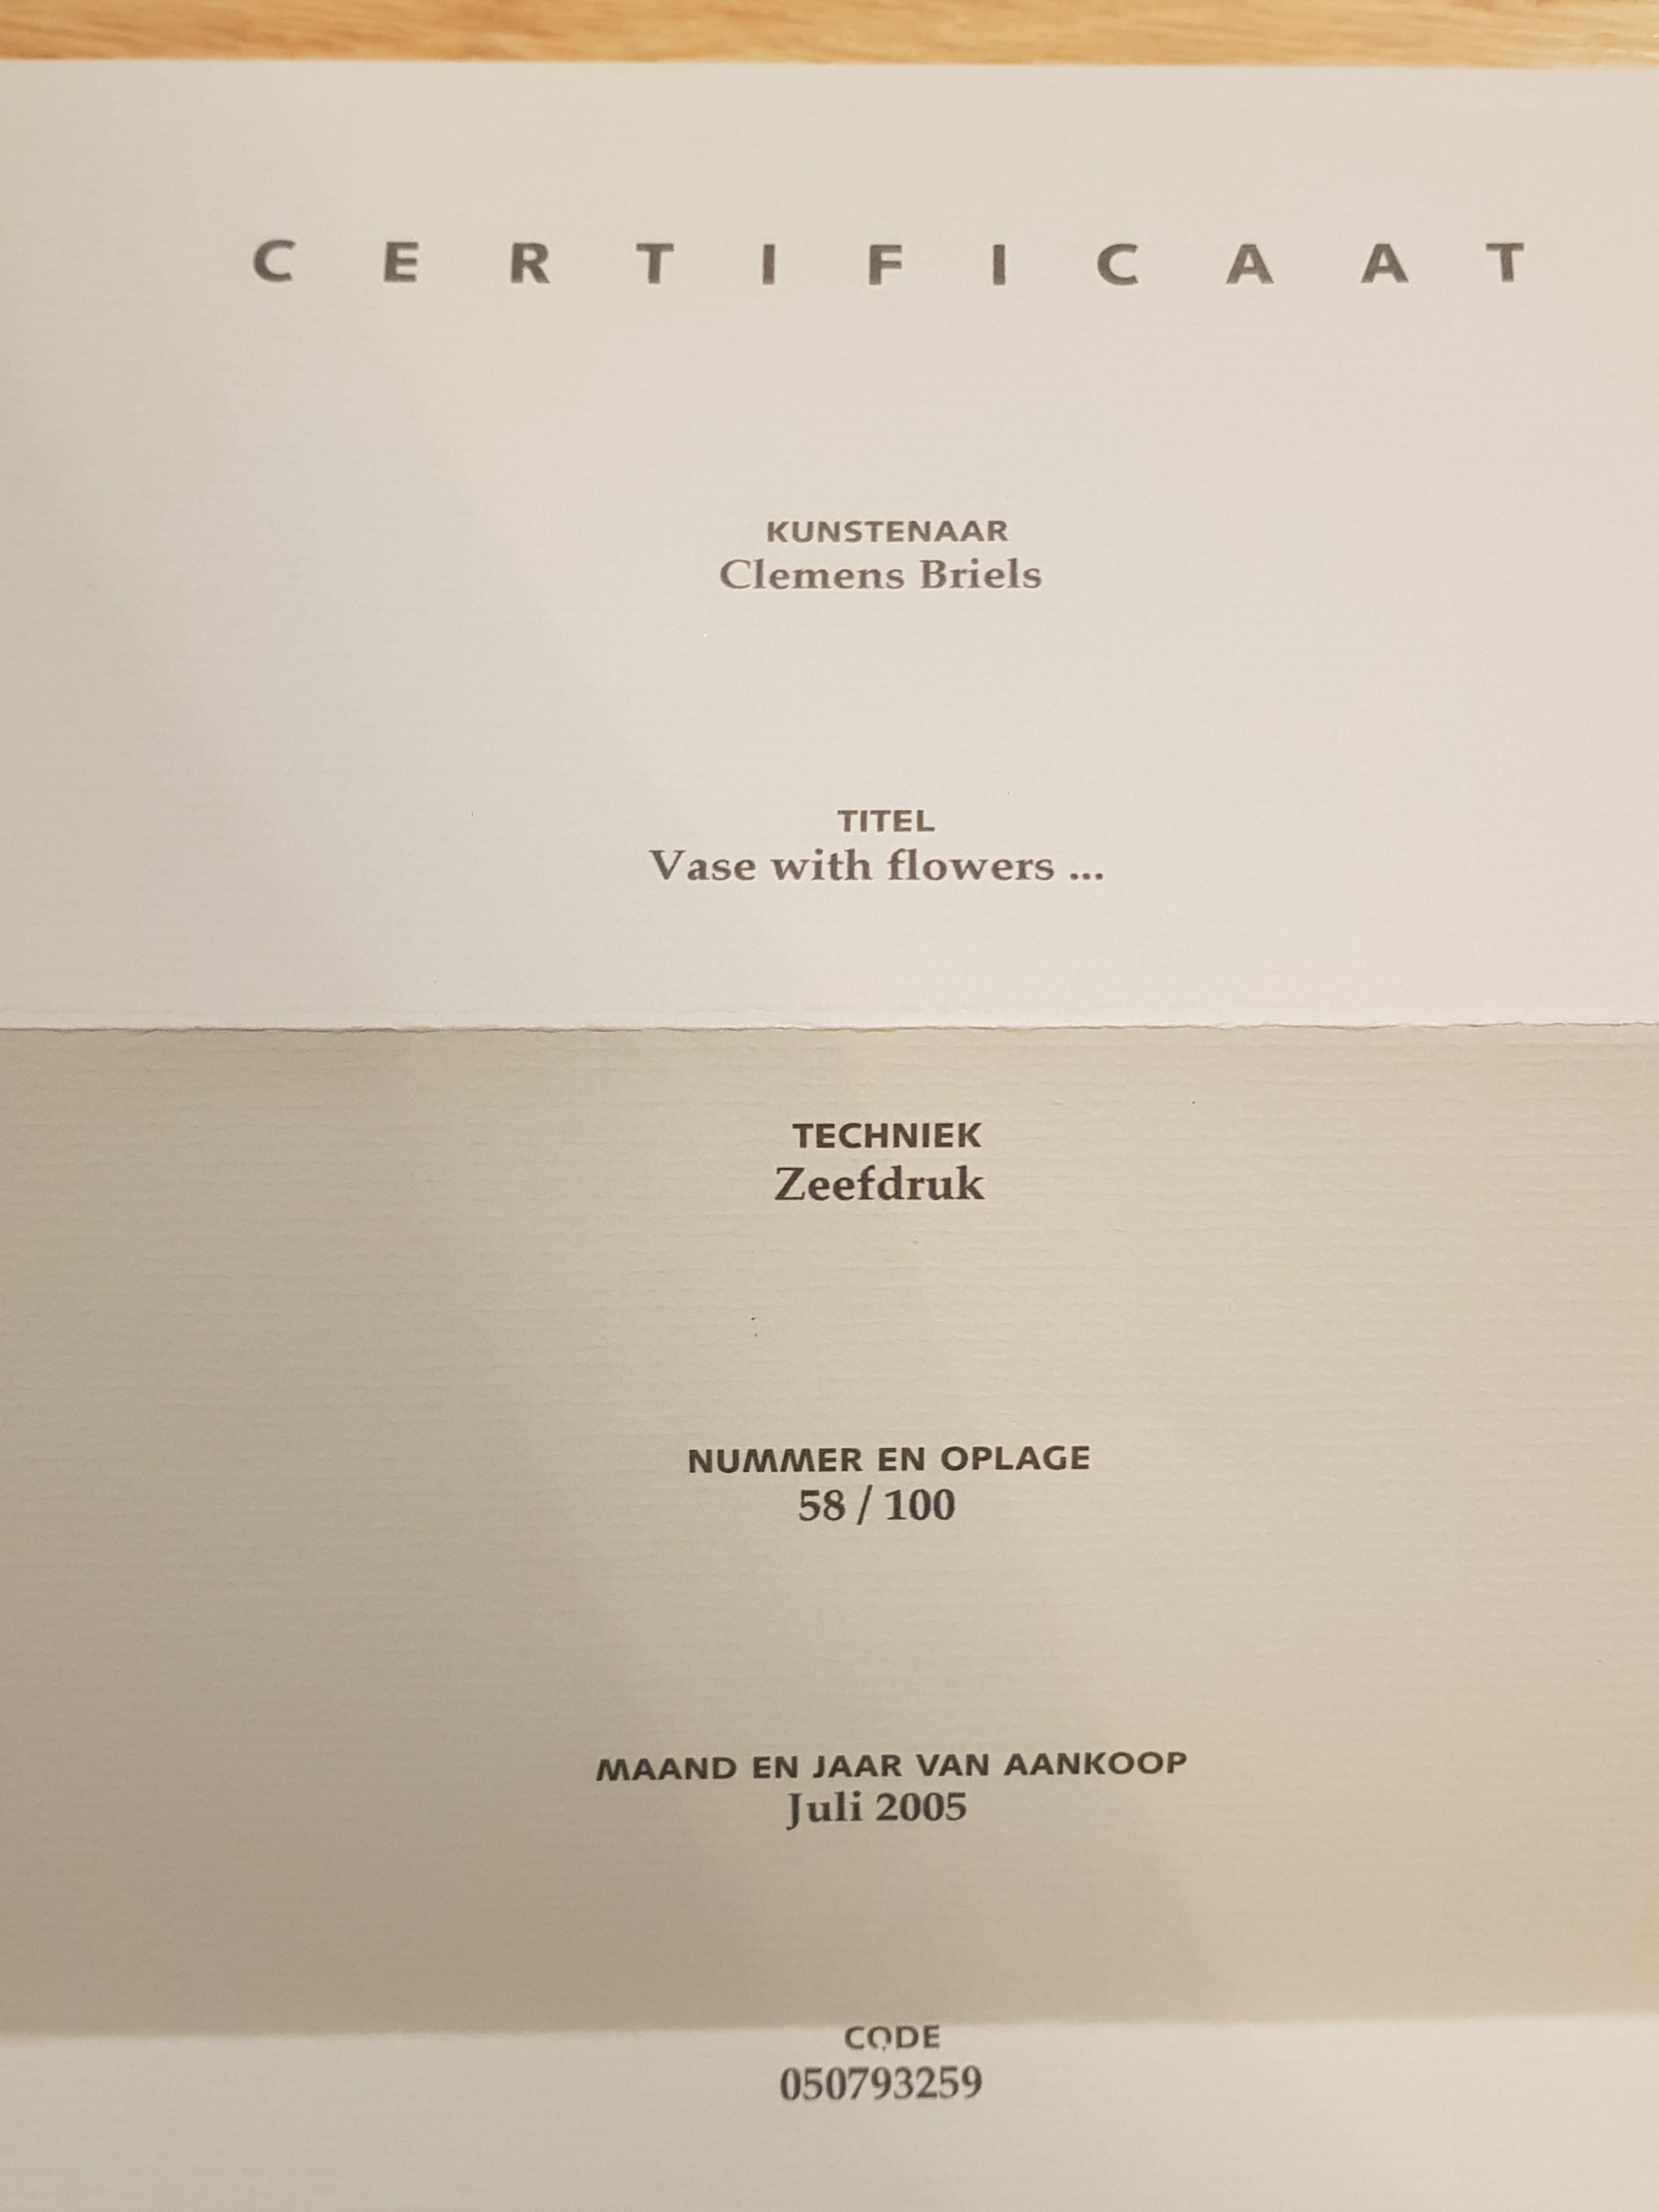 CERTIFICAAT
KUNSTENAAR
Clemens Briels
TITEL
Vase with flowers ...
TECHNIEK
Zeefdruk
NUMMER EN OPLAGE
58 / 100
MAAND EN JAAR VAN AANKOOP
Juli 2005
CODE
050793259